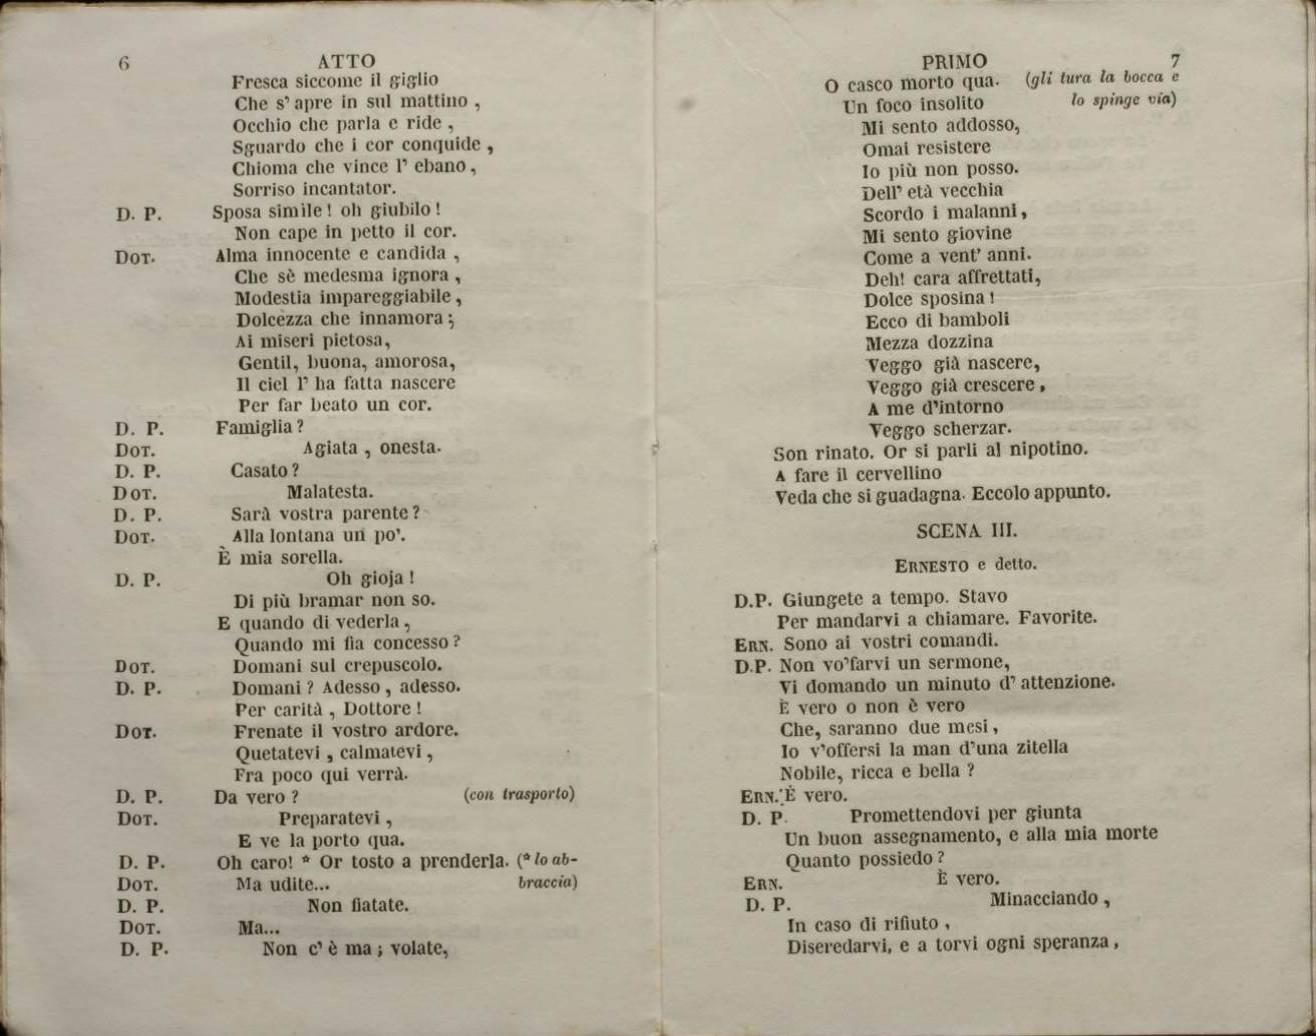 6 ATTO
Fresca siccome il giglio
Che s' apre in sul mattino ,
Occhio che parla e ride ,
Sguardo che i cor conquide ,
Chioma che vince l' ebano ,
Sorriso incantator.
D. P. Sposa simile ! oh giubilo !
Non cape in petto il cor.
DOT. Alma innocente e candida ,
Che sè medesma ignora ,
Modestia impareggiabile ,
Dolcezza che innamora ;
Ai miseri pietosa,
Gentil, buona, amorosa,
Il ciel l' ha fatta nascere
Per far beato un cor.
D. P. Famiglia ?
DOT. Agiata , onesta.
D. P. Casato ?
DOT. Malatesta.
D. P. Sarà vostra parente ?
DOT. Alla lontana un po'.
È mia sorella.
D. P. Oh gioja !
Di più bramar non so.
E quando di vederla ,
Quando mi fia concesso ?
DOT. Domani sul crepuscolo.
D. P. Domani ? Adesso , adesso.
Per carità , Dottore !
DOT. Frenate il vostro ardore.
Quetatevi , calmatevi ,
Fra poco qui verrà.
D. P. Da vero ? (con trasporto)
DOT. Preparatevi ,
E ve la porto qua.
D. P. Oh caro! * Or tosto a prenderla. (* lo ab-
DOT. Ma udite... braccia)
D. P. Non fiatate.
DOT. Ma...
D. P. Non c' è ma ; volate,
PRIMO 7
O casco morto qua. (gli tura la bocca e
Un foco insolito lo spinge via)
Mi sento addosso,
Omai resistere
Io più non posso.
Dell' età vecchia
Scordo i malanni ,
Mi sento giovine
Come a vent' anni.
Deh! cara affrettati,
Dolce sposina !
Ecco di bamboli
Mezza dozzina
Veggo già nascere,
Veggo già crescere ,
A me d'intorno
Veggo scherzar.
Son rinato. Or si parli al nipotino.
A fare il cervellino
Veda che si guadagna. Eccolo appunto.
SCENA III.
ERNESTO e detto.
D.P. Giungete a tempo. Stavo
Per mandarvi a chiamare. Favorite.
ERN. Sono ai vostri comandi.
D.P. Non vo'farvi un sermone,
Vi domando un minuto d' attenzione.
È vero o non è vero
Che, saranno due mesi ,
Io v'offersi la man d'una zitella
Nobile, ricca e bella ?
ERN. È vero.
D. P. Promettendovi per giunta
Un buon assegnamento, e alla mia morte
Quanto possiedo ?
ERN. È vero.
D. P. Minacciando ,
In caso di rifiuto ,
Diseredarvi, e a torvi ogni speranza ,